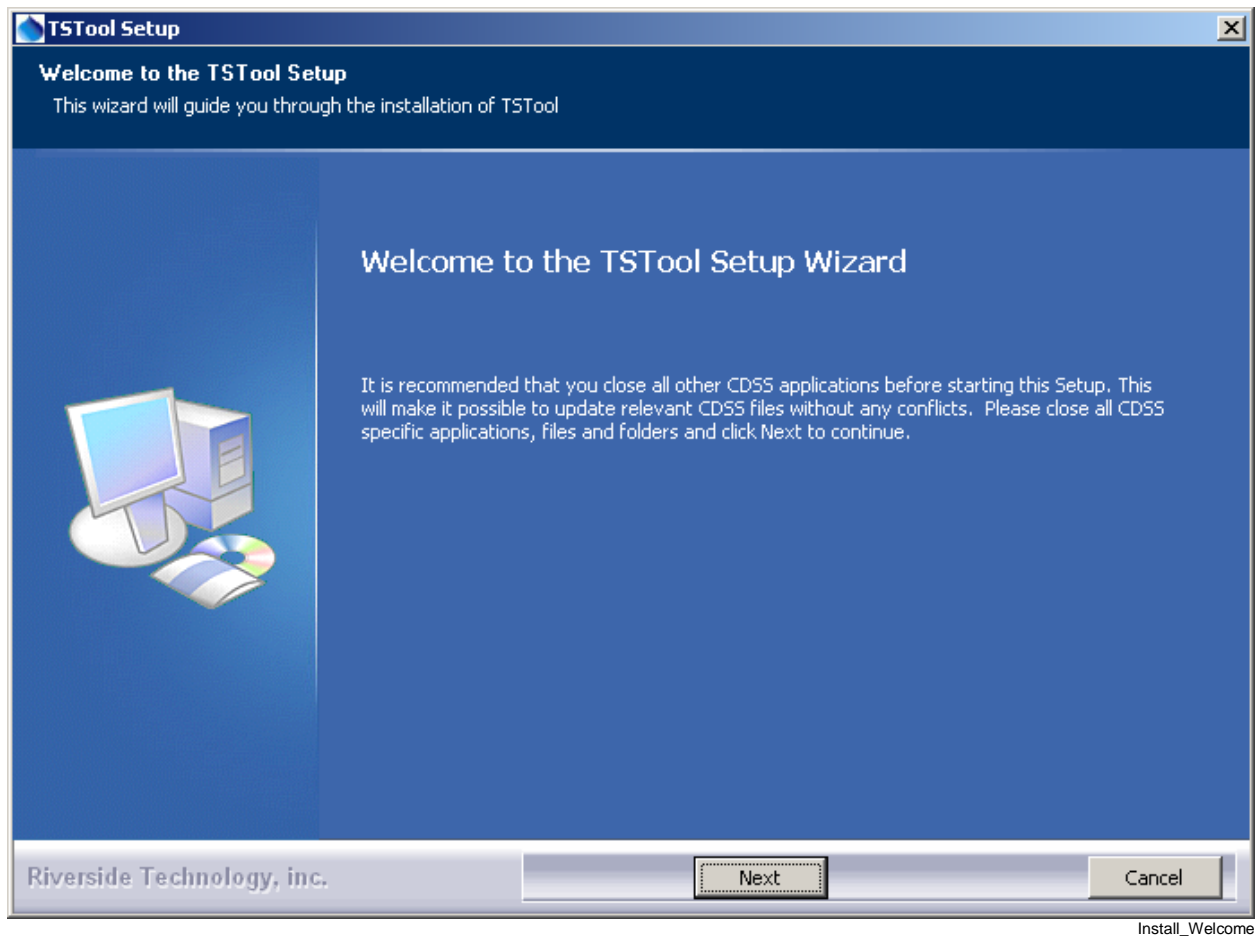 TSTool Setup
Welcome to the TSTool Setup
This wizard will guide you through the installation of TSTool
Welcome to the TSTool Setup Wizard
It is recommended that you close all other CDSS applications before starting this Setup. This
will make it possible to update relevant CDSS files without any conflicts.  Please close all CDSS
specific applications, files and folders and click Next to continue.
Riverside Technology, inc.
Next
Cancel
Install_Welcome